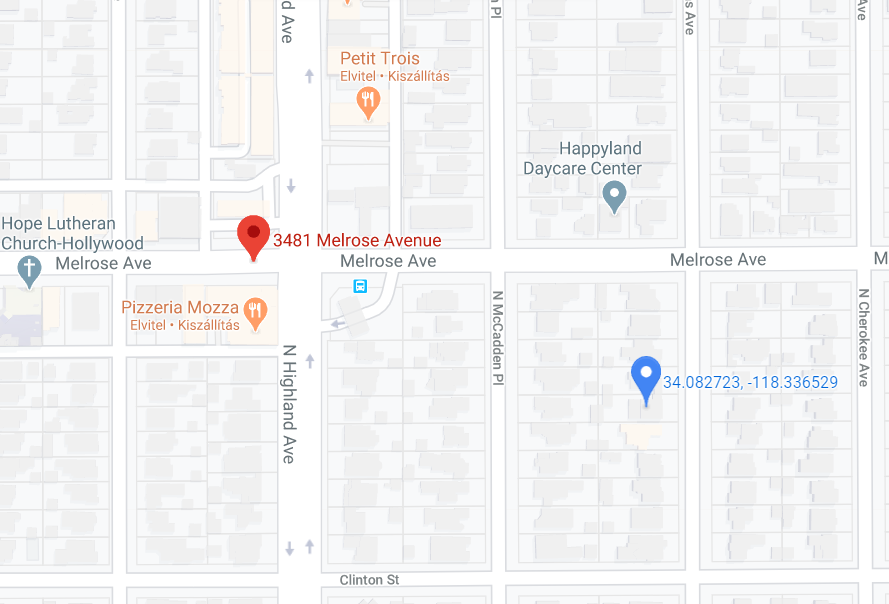 d Ave
n Pl
s Ave
Ave
Petit Trois
Elvitel • Kiszállítás
Happyland
Daycare Center
Hope Lutheran
Church-Hollywood
3481 Melrose Avenue
Melrose Ave
Melrose Ave
Melrose Ave
M
Pizzeria Mozza
Elvitel • Kiszállítás
N Highland Ave
N McCadden Pl
N Cherokee Ave
34.082723, -118.336529
Clinton St